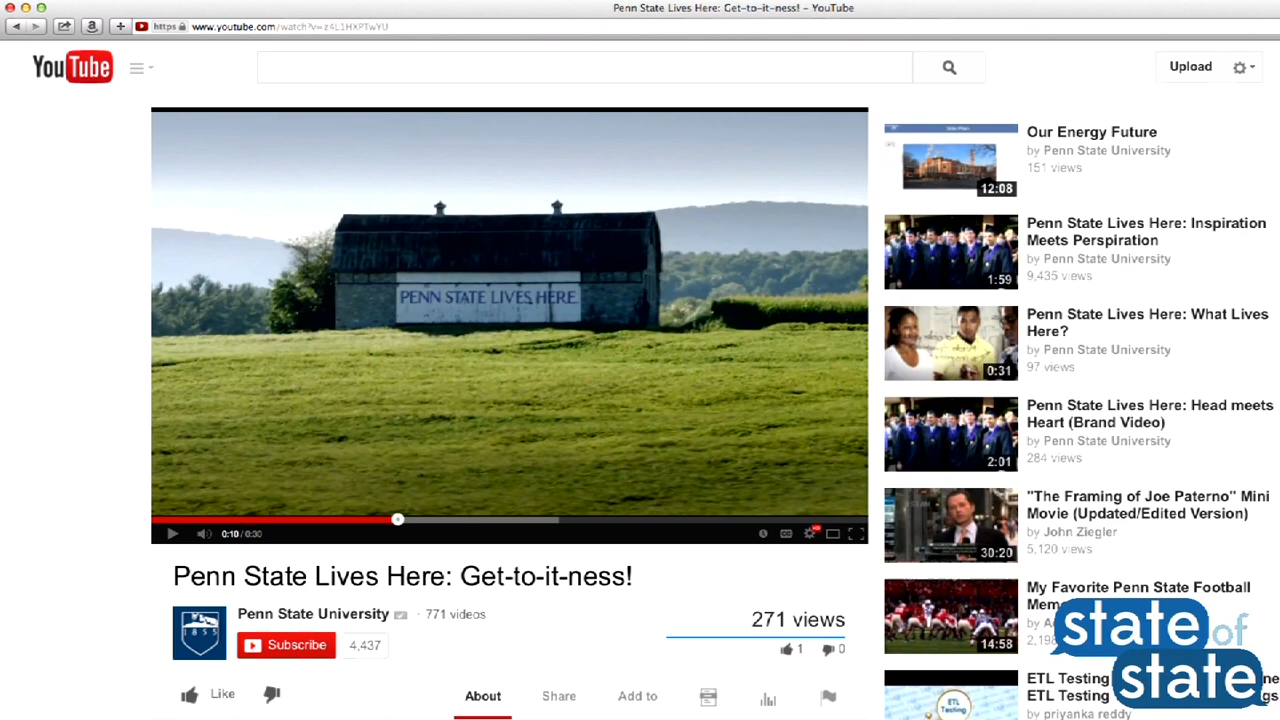 Penn State Lives Here: Get-to-it-ness! – YouTube
https www.youtube.com/watch?v=z4L1HXPTwYU
YouTube
Upload
PENN STATE LIVES HERE.
0:10 / 0:30
HD
Penn State Lives Here: Get-to-it-ness!
1855
Penn State University · 771 videos
Subscribe 4,437
271 views
1 0
Like
About Share Add to
Our Energy Future
by Penn State University
151 views
12:08
Penn State Lives Here: Inspiration
Meets Perspiration
by Penn State University
9,435 views
1:59
Penn State Lives Here: What Lives
Here?
by Penn State University
97 views
0:31
Penn State Lives Here: Head meets
Heart (Brand Video)
by Penn State University
284 views
2:01
"The Framing of Joe Paterno" Mini
Movie (Updated/Edited Version)
by John Ziegler
5,120 views
30:20
My Favorite Penn State Football
by
14:58
ETL Testing
ETL Testing
by priyanka reddy
ETL
Testing
state of
state